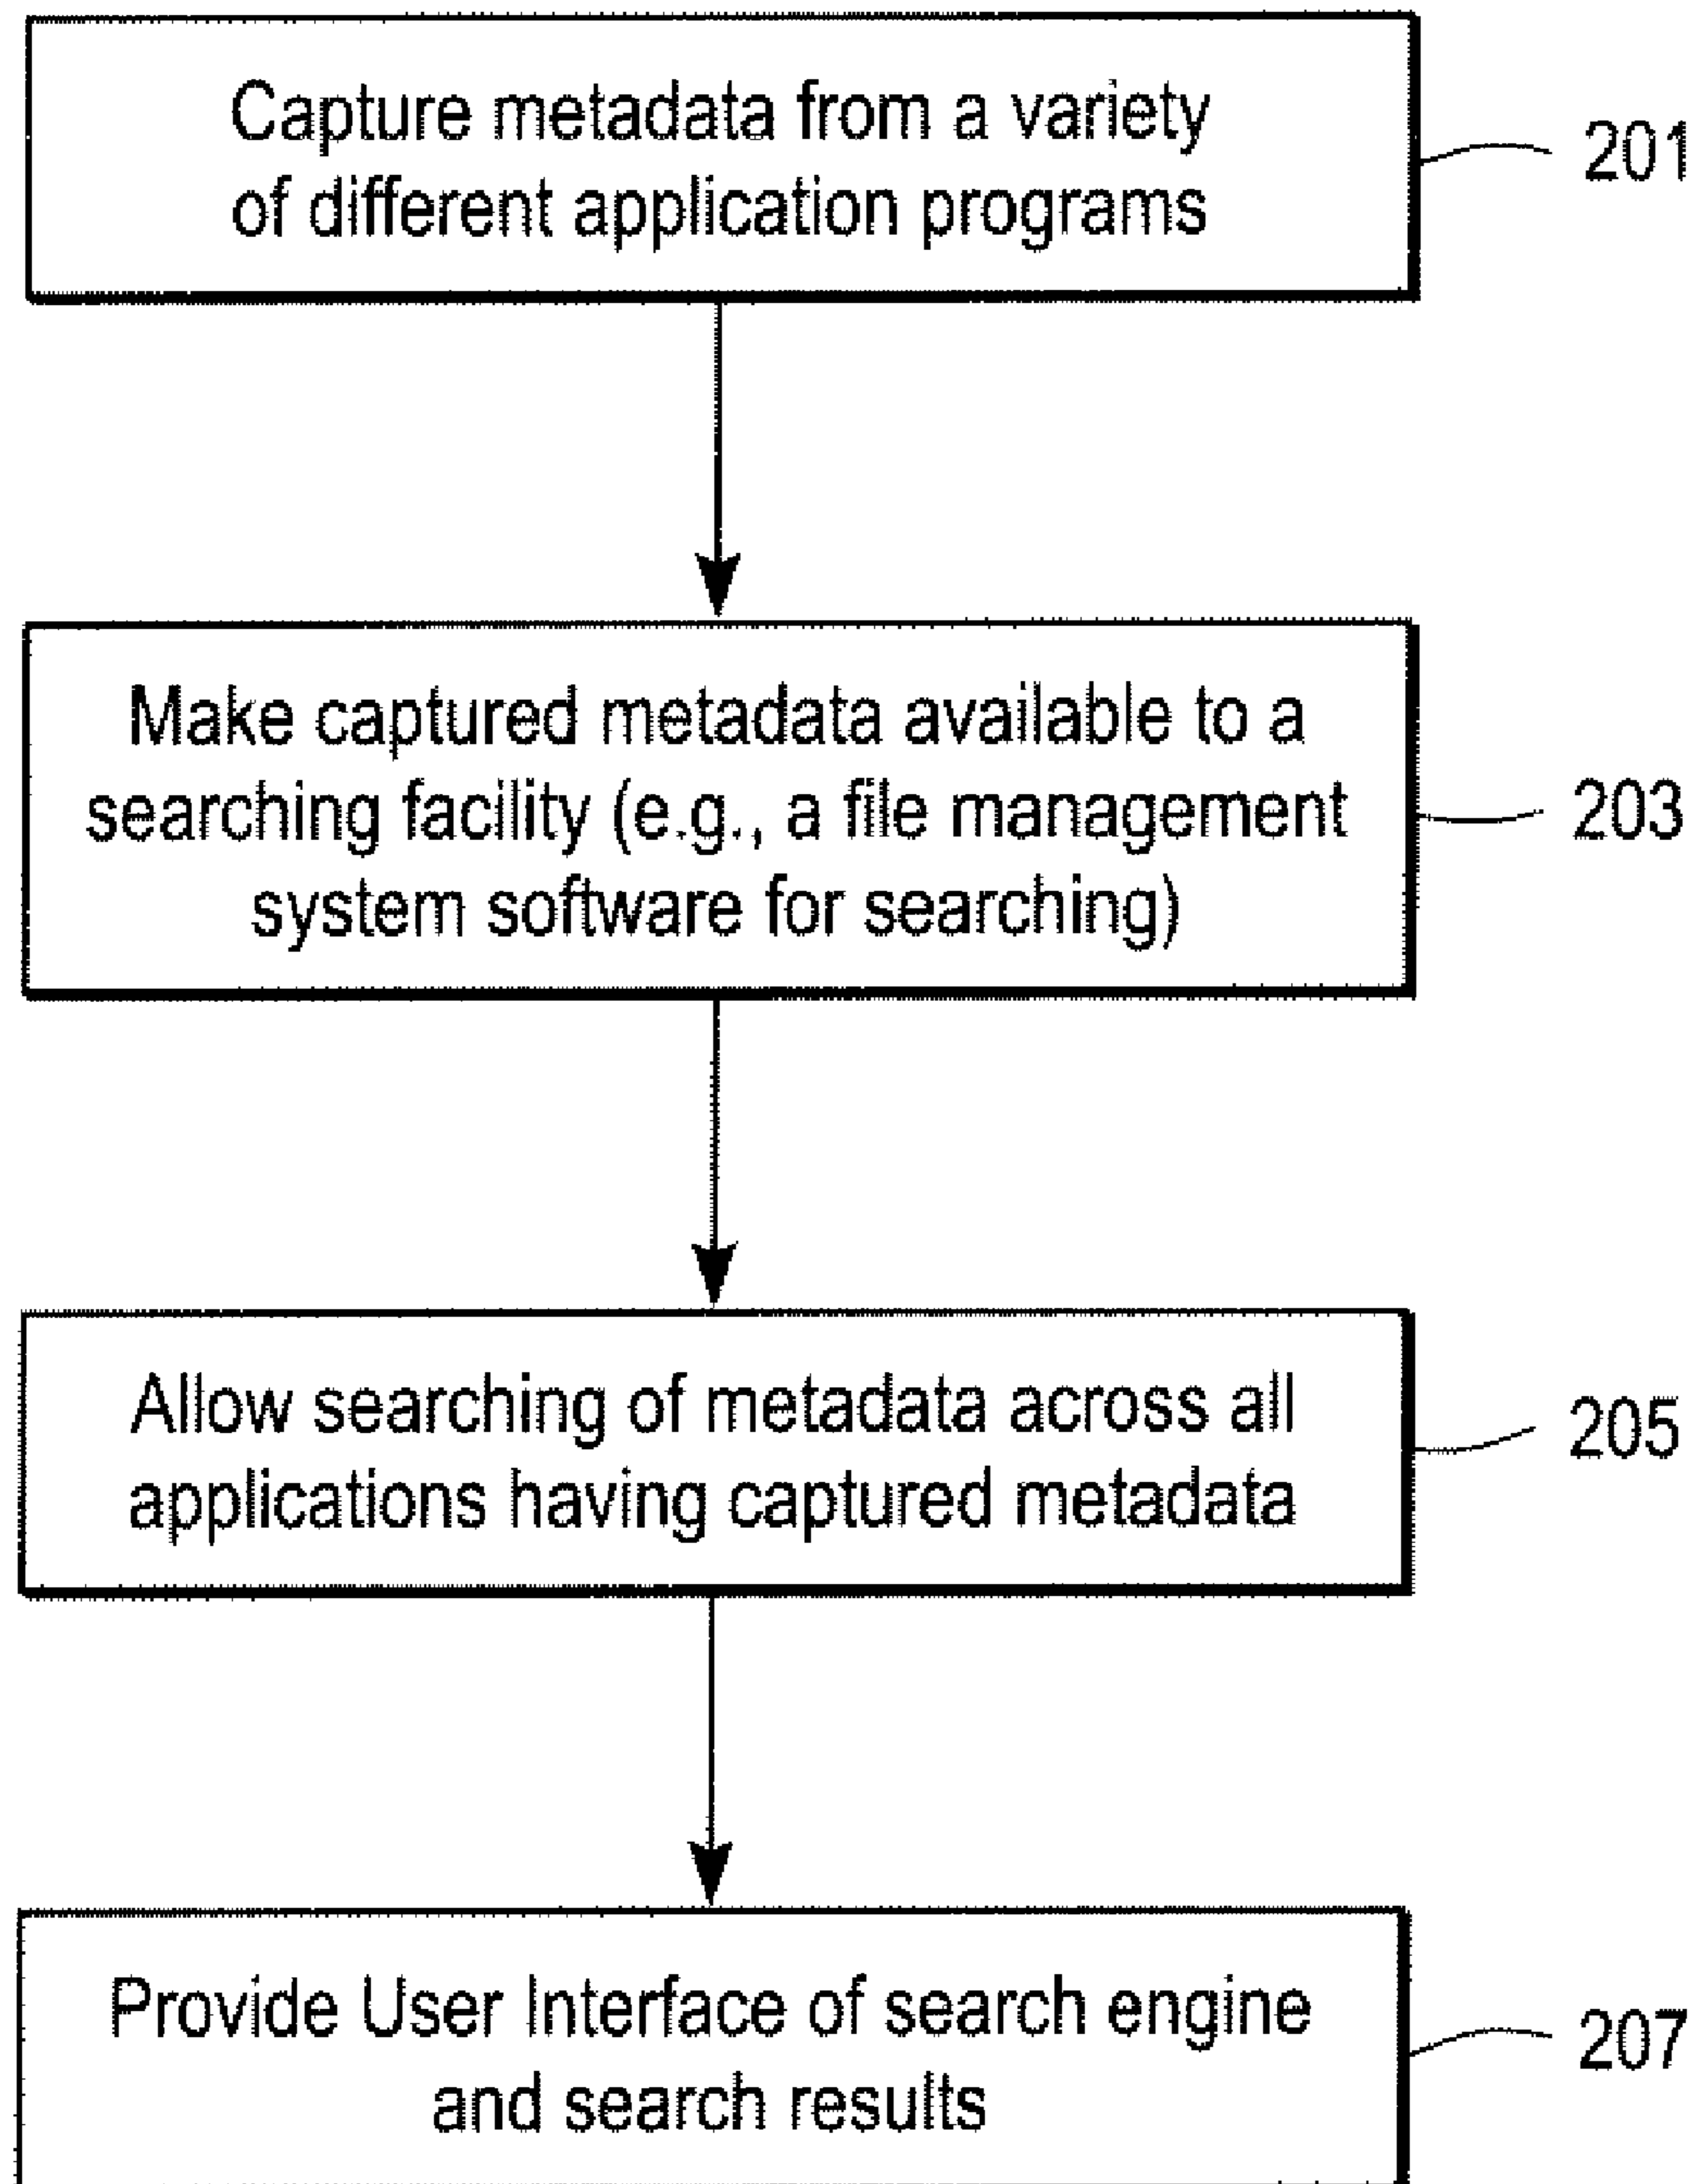 Capture metadata from a variety
of different application programs
201
Make captured metadata available to a
searching facility (e.g., a file management
system software for searching)
203
Allow searching of metadata across all
applications having captured metadata
205
Provide User Interface of search engine
and search results
207